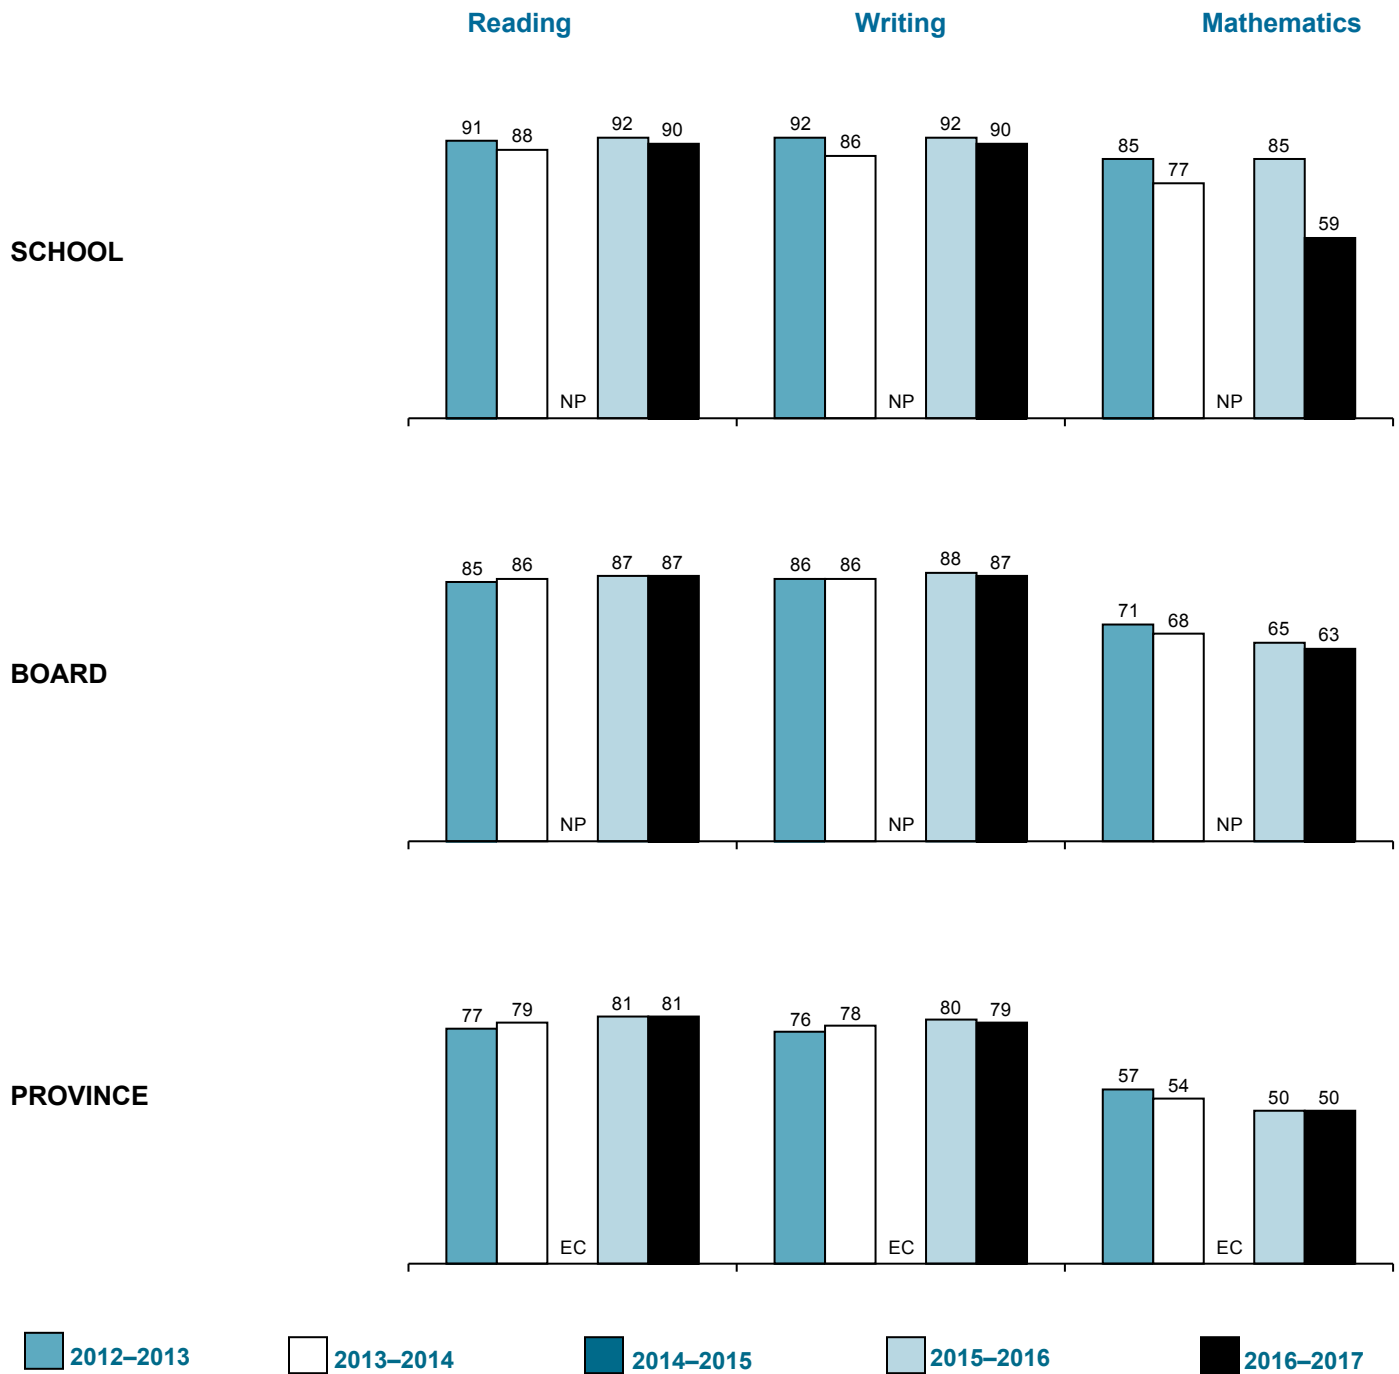 Reading Writing Mathematics
SCHOOL
91 88 NP 92 90 92 86 NP 92 90 85 77 NP 85 59
BOARD
85 86 NP 87 87 86 86 NP 88 87 71 68 NP 65 63
PROVINCE
77 79 EC 81 81 76 78 EC 80 79 57 54 EC 50 50
2012–2013 2013–2014 2014–2015 2015–2016 2016–2017